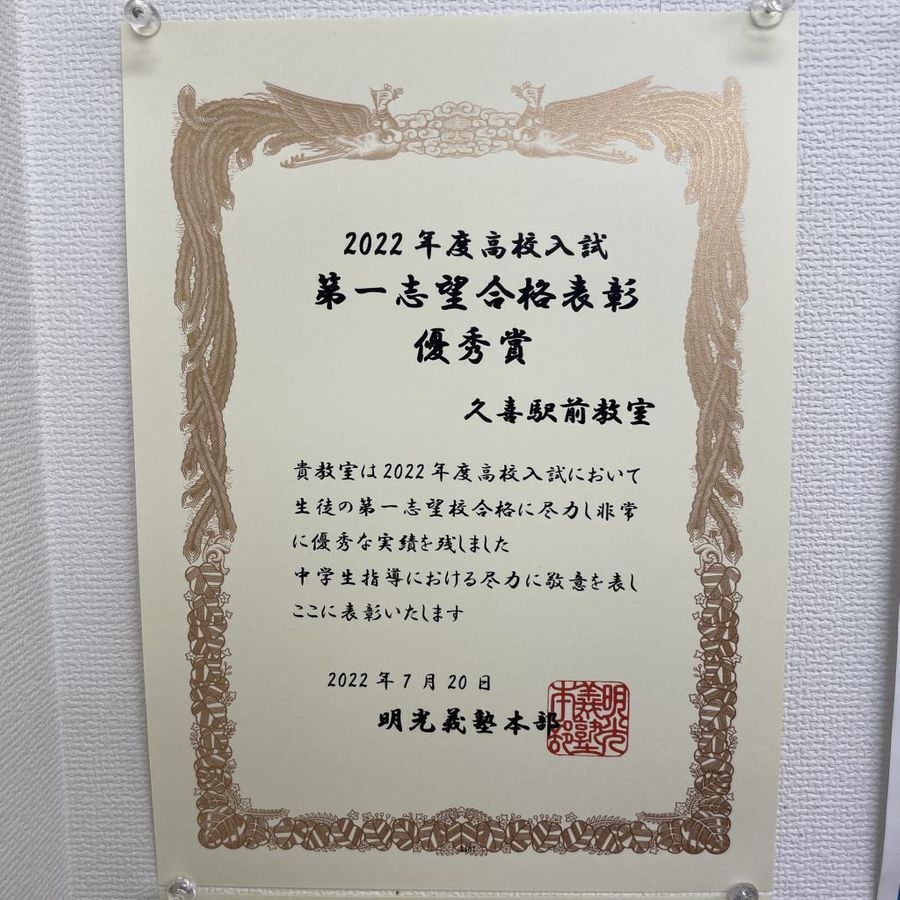 2022年度高校入試
第一志望合格表彰
優秀賞
久喜駅前教室
貴教室は2022年度高校入試において
生徒の第一志望校合格に尽力し非常
に優秀な実績を残しました
中学生指導における尽力に敬意を表し
ここに表彰いたします
2022年7月20日
明光義塾本部
明光義塾本部